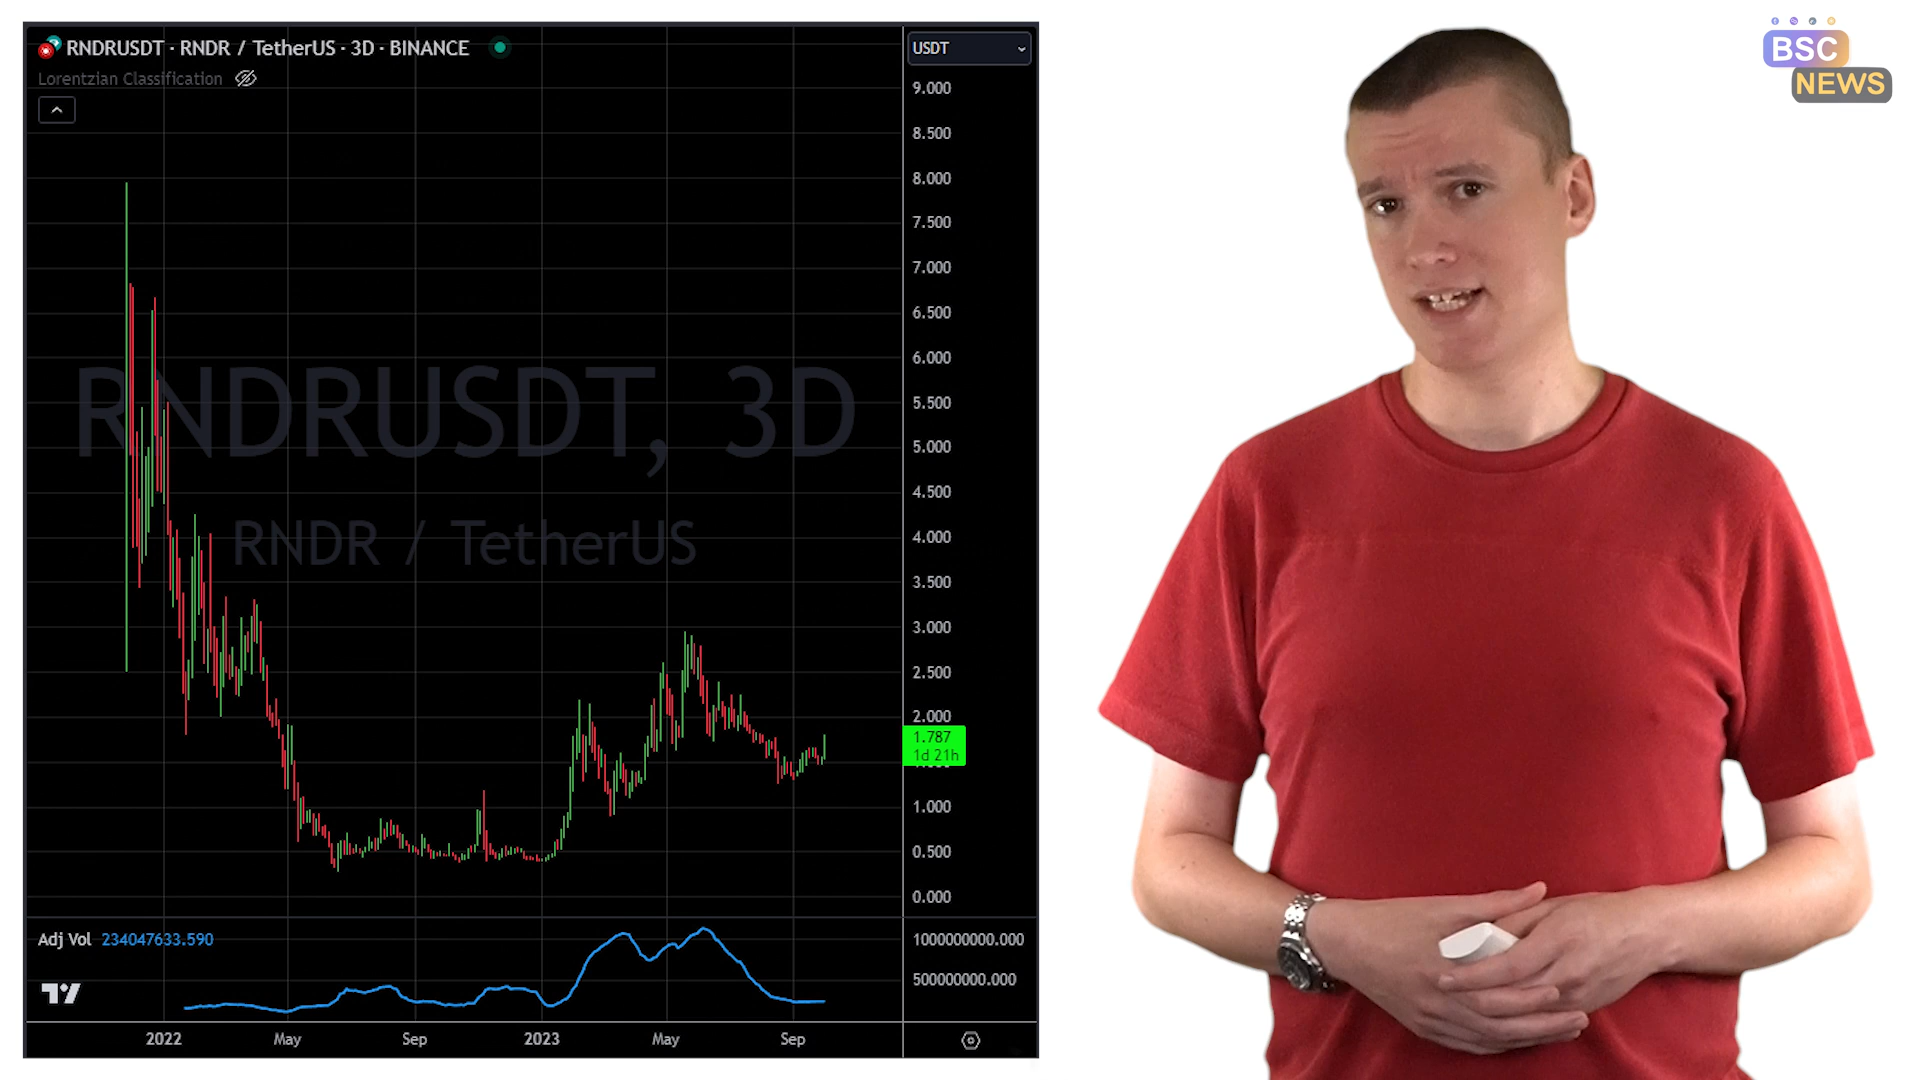 RNDRUSDT · RNDR / TetherUS · 3D · BINANCE
USDT
Lorentzian Classification
9.000
8.500
8.000
7.500
7.000
6.500
6.000
5.500
5.000
4.500
4.000
3.500
3.000
2.500
2.000
1.787
1d 21h
1.000
0.500
0.000
RNDRUSDT, 3D
RNDR / TetherUS
Adj Vol 234047633.590
1000000000.000
500000000.000
2022 May Sep 2023 May Sep
BSC
NEWS